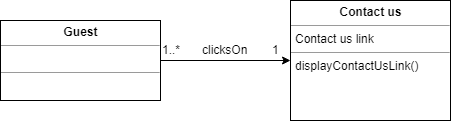 Guest
1..* clicksOn 1
Contact us
Contact us link
displayContactUsLink()